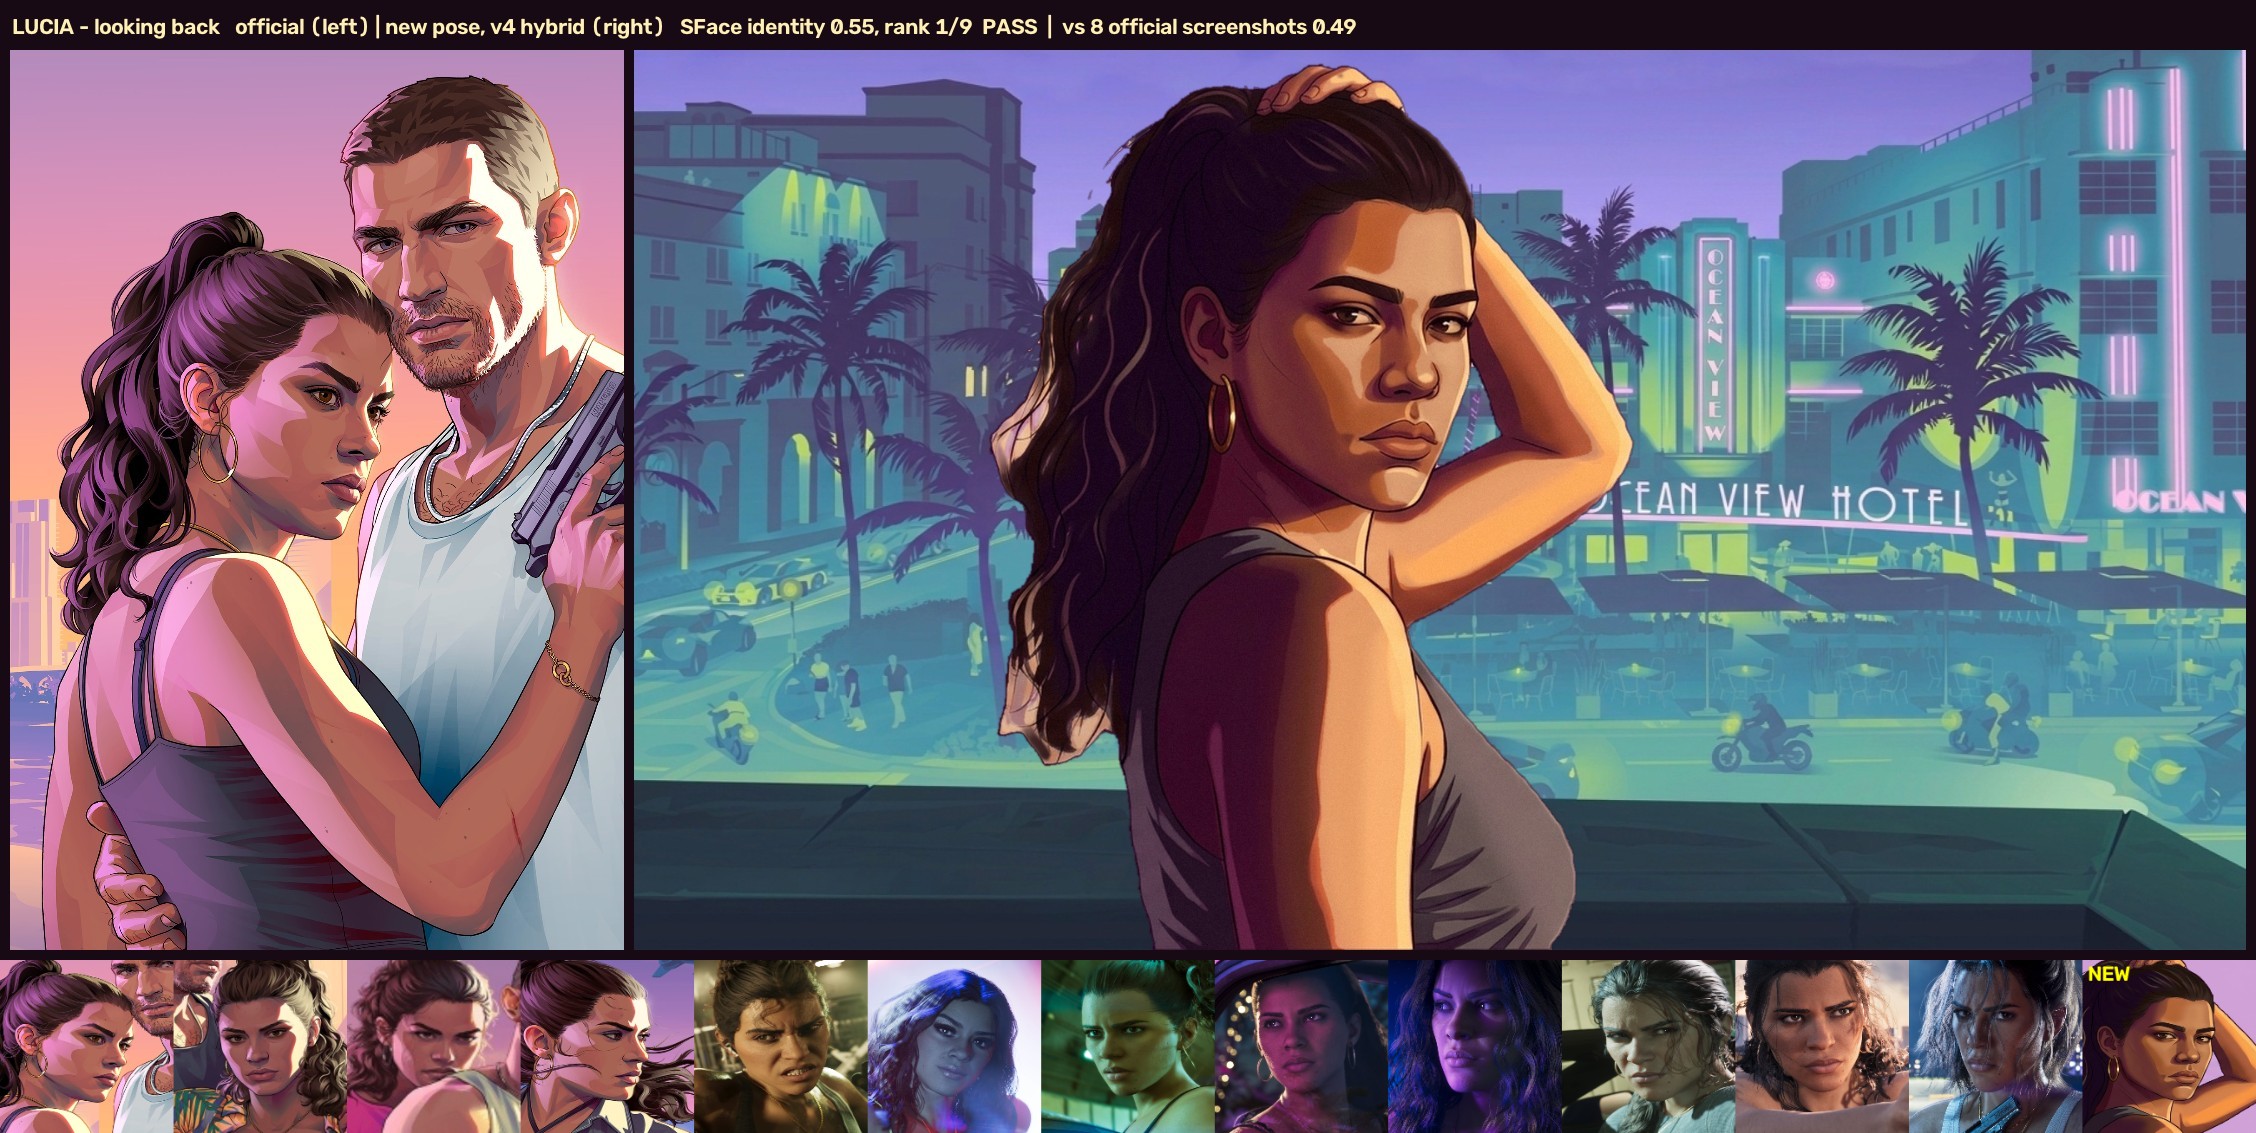 LUCIA - looking back official (left) | new pose, v4 hybrid (right) SFace identity 0.55, rank 1/9 PASS | vs 8 official screenshots 0.49
OCEAN VIEW
OCEAN VIEW HOTEL
OCEAN V
NEW